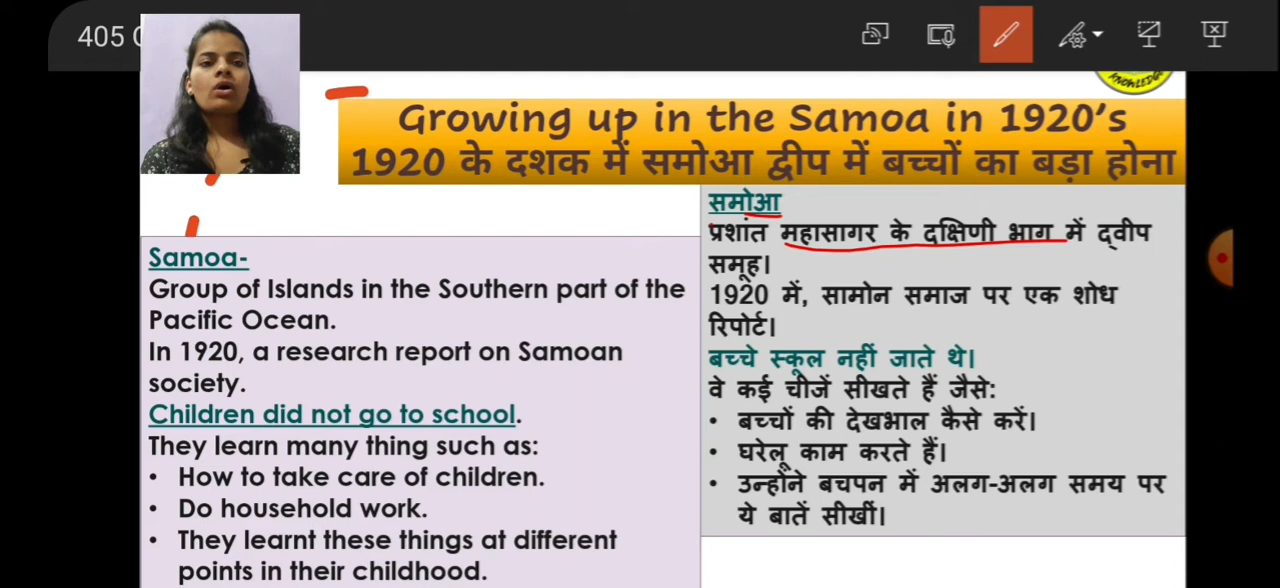 405
KNOWLEDGE
Growing up in the Samoa in 1920's
1920 के दशक में समोआ द्वीप में बच्चों का बड़ा होना
Samoa-
Group of Islands in the Southern part of the
Pacific Ocean.
In 1920, a research report on Samoan
society.
Children did not go to school.
They learn many thing such as:
• How to take care of children.
• Do household work.
• They learnt these things at different
points in their childhood.
समोआ
प्रशांत महासागर के दक्षिणी भाग में द्वीप
समूह।
1920 में, सामोन समाज पर एक शोध
रिपोर्ट।
बच्चे स्कूल नहीं जाते थे।
वे कई चीजें सीखते हैं जैसे:
• बच्चों की देखभाल कैसे करें।
• घरेलू काम करते हैं।
• उन्होंने बचपन में अलग-अलग समय पर
ये बातें सीखीं।